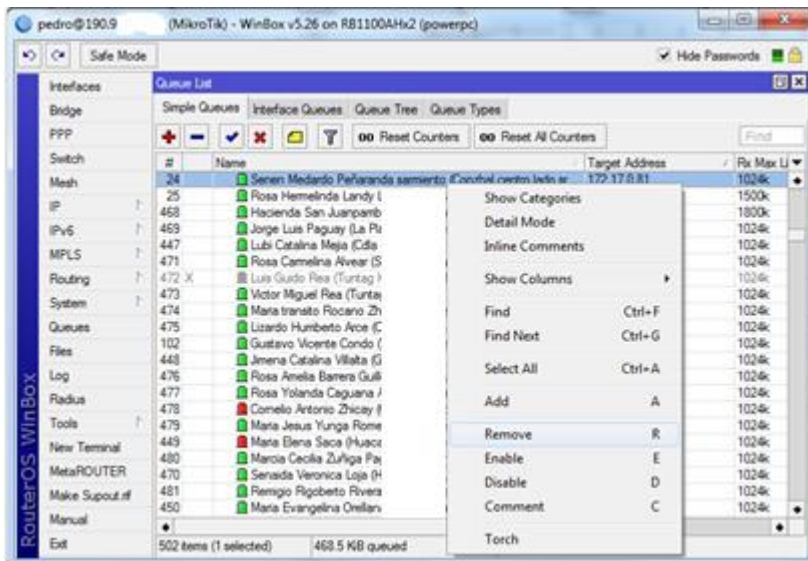 pedro@190.9 (MikroTik) - WinBox v5.26 on RB1100AHx2 (powerpc)
Safe Mode
Hide Passwords
Interfaces
Bridge
PPP
Switch
Mesh
IP
IPv6
MPLS
Routing
System
Queues
Files
Log
Radius
Tools
New Terminal
MetaROUTER
Make Supout.rif
Manual
Exit
RouterOS WinBox
Queue List
Simple Queues Interface Queues Queue Tree Queue Types
00 Reset Counters 00 Reset All Counters Find
# Name Target Address Rx Max Li
24 Senen Medardo Peñaranda sarmiento (Conzhal centro lado 172.17.0.81 1024k
25 Rosa Hermelinda Landy L 1500k
468 Hacienda San Juanpamb 1800k
469 Jorge Luis Paguay (La Pla 1024k
447 Lubi Catalina Mejia (Cdla 1024k
471 Rosa Carmelina Alvear (S 1024k
472 X Luis Guido Rea (Tuntag 1024k
473 Victor Miguel Rea (Tuntag 1024k
474 Maria transito Rocano Zh 1024k
475 Lizardo Humberto Arce (C 1024k
102 Gustavo Vicente Condo ( 1024k
448 Jimena Catalina Villalta (G 1024k
476 Rosa Amelia Barrera Guill 1024k
477 Rosa Yolanda Caguana 1024k
478 Cornelio Antonio Zhicay ( 1024k
479 Maria Jesus Yunga Rome 1024k
449 Maria Elena Saca (Huaca 1024k
480 Marcia Cecilia Zuñiga Pa 1024k
470 Senaida Veronica Loja (H 1024k
481 Remigio Rigoberto Rivera 1024k
450 Maria Evangelina Orellan 1024k
502 items (1 selected) 468.5 KiB queued
Show Categories
Detail Mode
Inline Comments
Show Columns
Find Ctrl+F
Find Next Ctrl+G
Select All Ctrl+A
Add A
Remove R
Enable E
Disable D
Comment C
Torch